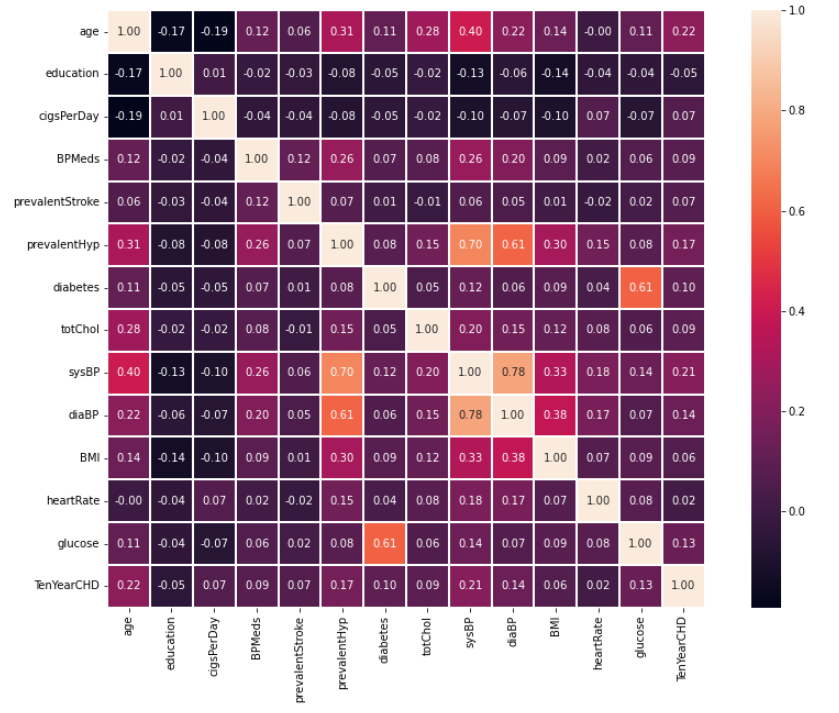 age 1.00 -0.17 -0.19 0.12 0.06 0.31 0.11 0.28 0.40 0.22 0.14 -0.00 0.11 0.22
education -0.17 1.00 0.01 -0.02 -0.03 -0.08 -0.05 -0.02 -0.13 -0.06 -0.14 -0.04 -0.04 -0.05
cigsPerDay -0.19 0.01 1.00 -0.04 -0.04 -0.08 -0.05 -0.02 -0.10 -0.07 -0.10 0.07 -0.07 0.07
BPMeds 0.12 -0.02 -0.04 1.00 0.12 0.26 0.07 0.08 0.26 0.20 0.09 0.02 0.06 0.09
prevalentStroke 0.06 -0.03 -0.04 0.12 1.00 0.07 0.01 -0.01 0.06 0.05 0.01 -0.02 0.02 0.07
prevalentHyp 0.31 -0.08 -0.08 0.26 0.07 1.00 0.08 0.15 0.70 0.61 0.30 0.15 0.08 0.17
diabetes 0.11 -0.05 -0.05 0.07 0.01 0.08 1.00 0.05 0.12 0.06 0.09 0.04 0.61 0.10
totChol 0.28 -0.02 -0.02 0.08 -0.01 0.15 0.05 1.00 0.20 0.15 0.12 0.08 0.06 0.09
sysBP 0.40 -0.13 -0.10 0.26 0.06 0.70 0.12 0.20 1.00 0.78 0.33 0.18 0.14 0.21
diaBP 0.22 -0.06 -0.07 0.20 0.05 0.61 0.06 0.15 0.78 1.00 0.38 0.17 0.07 0.14
BMI 0.14 -0.14 -0.10 0.09 0.01 0.30 0.09 0.12 0.33 0.38 1.00 0.07 0.09 0.06
heartRate -0.00 -0.04 0.07 0.02 -0.02 0.15 0.04 0.08 0.18 0.17 0.07 1.00 0.08 0.02
glucose 0.11 -0.04 -0.07 0.06 0.02 0.08 0.61 0.06 0.14 0.07 0.09 0.08 1.00 0.13
TenYearCHD 0.22 -0.05 0.07 0.09 0.07 0.17 0.10 0.09 0.21 0.14 0.06 0.02 0.13 1.00
age education cigsPerDay BPMeds prevalentStroke prevalentHyp diabetes totChol sysBP diaBP BMI heartRate glucose TenYearCHD
1.0
0.8
0.6
0.4
0.2
0.0